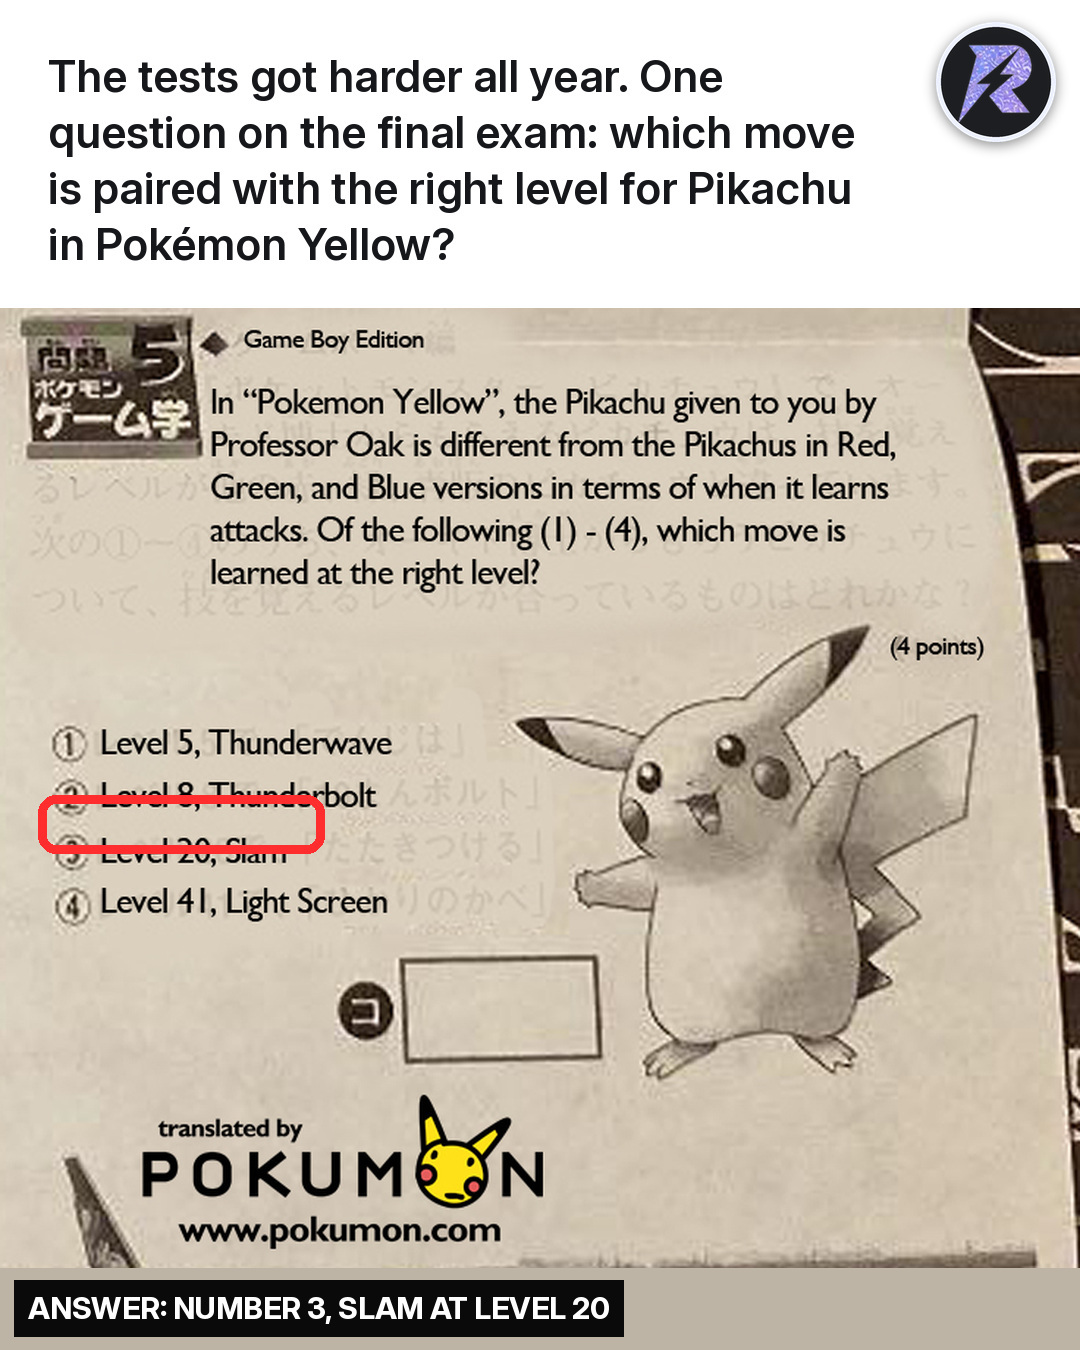 The tests got harder all year. One
question on the final exam: which move
is paired with the right level for Pikachu
in Pokémon Yellow?
R
問題 5
ポケモン
ゲーム学
Game Boy Edition
In “Pokemon Yellow”, the Pikachu given to you by
Professor Oak is different from the Pikachus in Red,
Green, and Blue versions in terms of when it learns
attacks. Of the following (1) - (4), which move is
learned at the right level?
(4 points)
① Level 5, Thunderwave
② Level 8, Thunderbolt
③ Level 20, Slam
④ Level 41, Light Screen
コ
translated by
POKUMON
www.pokumon.com
ANSWER: NUMBER 3, SLAM AT LEVEL 20